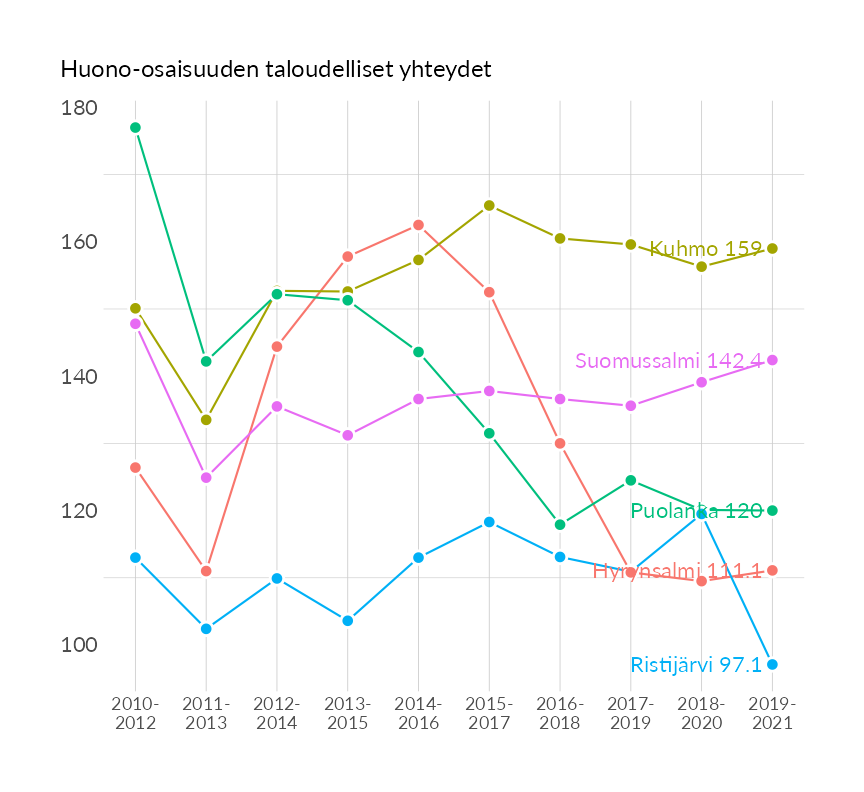 Huono-osaisuuden taloudelliset yhteydet
180
160
140
120
100
Kuhmo 159
Suomussalmi 142.4
Puolanka 120
Hyrynsalmi 111.1
Ristijärvi 97.1
2010- 2011- 2012- 2013- 2014- 2015- 2016- 2017- 2018- 2019-
2012 2013 2014 2015 2016 2017 2018 2019 2020 2021